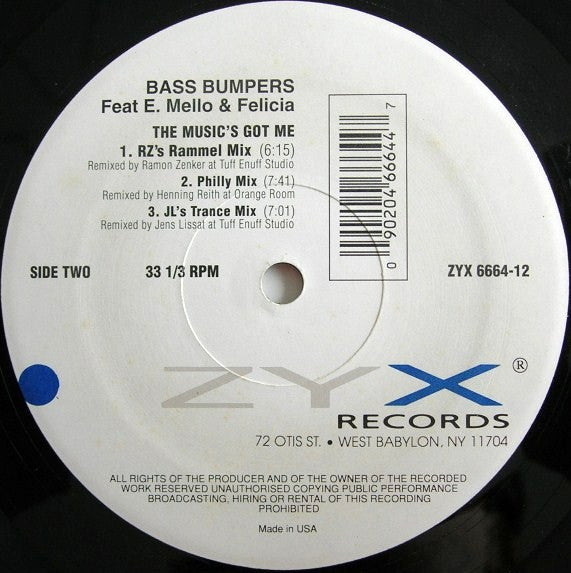 BASS BUMPERS
Feat E. Mello & Felicia
THE MUSIC'S GOT ME
1. RZ's Rammel Mix (6:15)
Remixed by Ramon Zenker at Tuff Enuff Studio
2. Philly Mix (7:41)
Remixed by Henning Reith at Orange Room
3. JL's Trance Mix (7:01)
Remixed by Jens Lissat at Tuff Enuff Studio
0 90204 66644 7
SIDE TWO 33 1/3 RPM ZYX 6664-12
ZYX ®
RECORDS
72 OTIS ST. • WEST BABYLON, NY 11704
ALL RIGHTS OF THE PRODUCER AND OF THE OWNER OF THE RECORDED
WORK RESERVED UNAUTHORISED COPYING PUBLIC PERFORMANCE
BROADCASTING, HIRING OR RENTAL OF THIS RECORDING
PROHIBITED
Made in USA